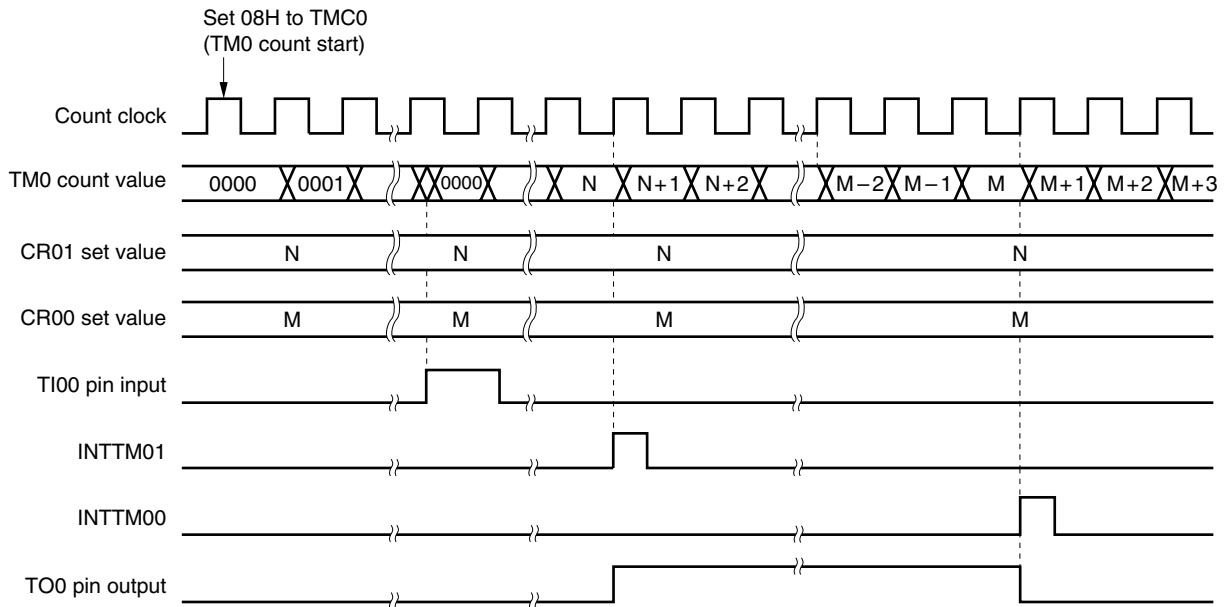 Set 08H to TMC0
(TM0 count start)
Count clock
TM0 count value 0000 0001 0000 N N+1 N+2 M−2 M−1 M M+1 M+2 M+3
CR01 set value N N N N
CR00 set value M M M M
TI00 pin input
INTTM01
INTTM00
TO0 pin output